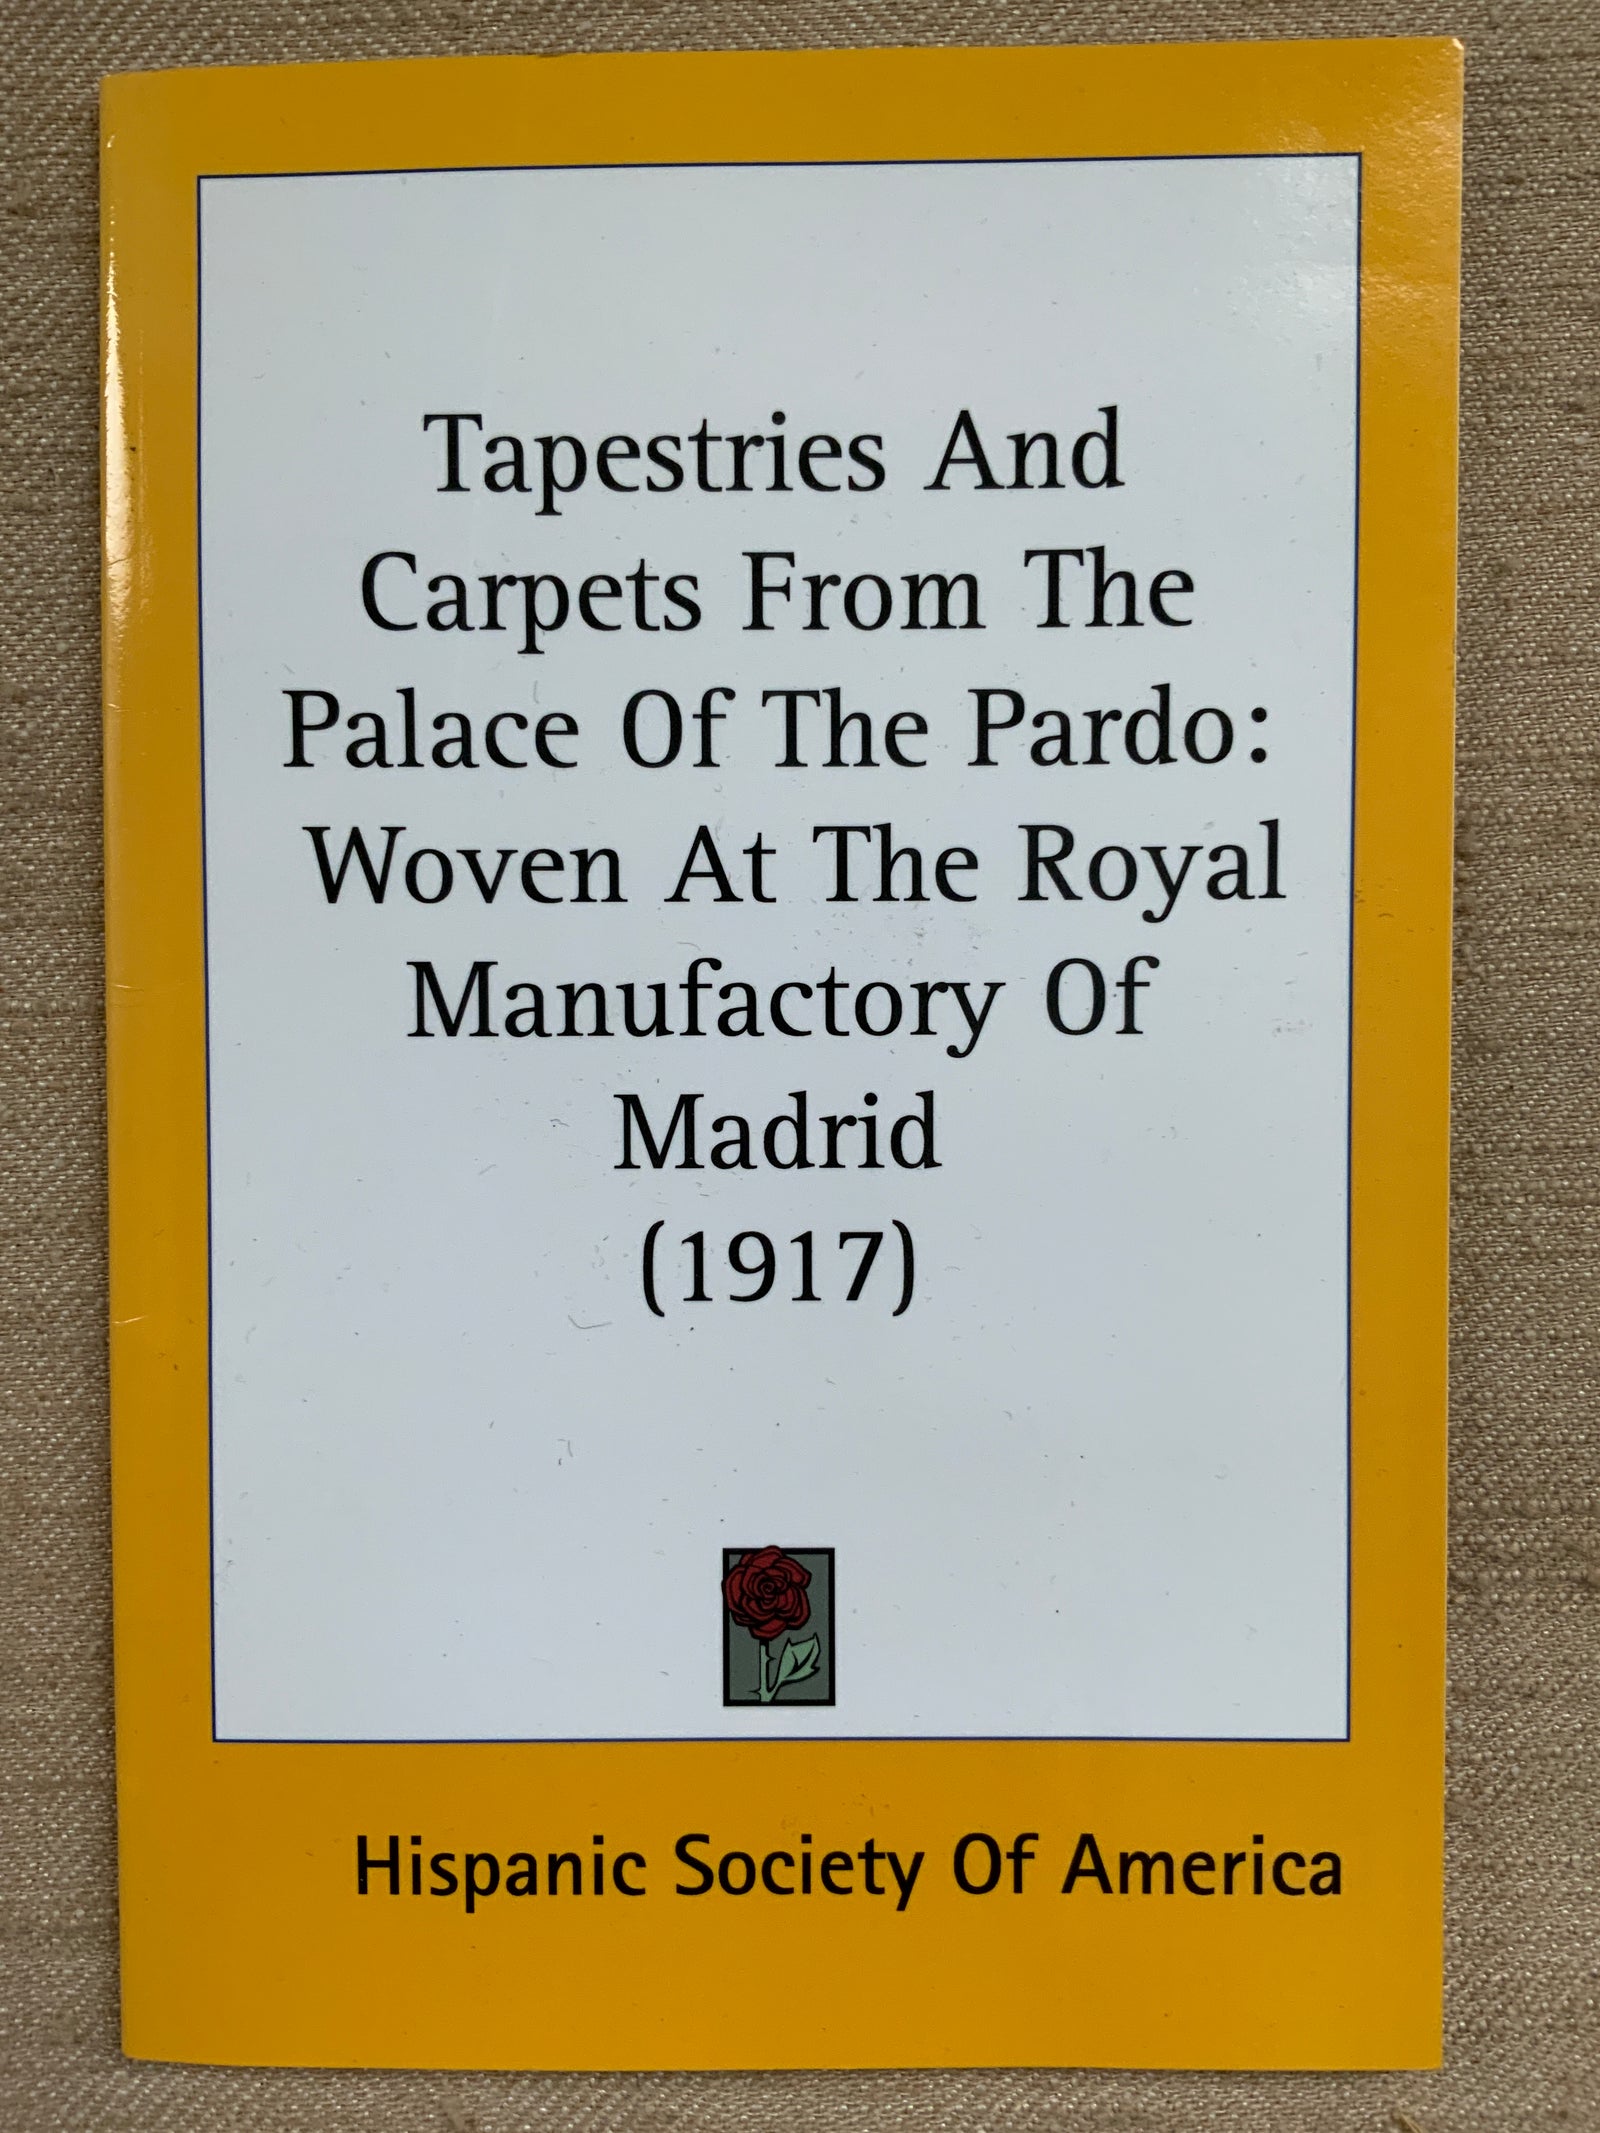 Tapestries And
Carpets From The
Palace Of The Pardo:
Woven At The Royal
Manufactory Of
Madrid
(1917)
Hispanic Society Of America